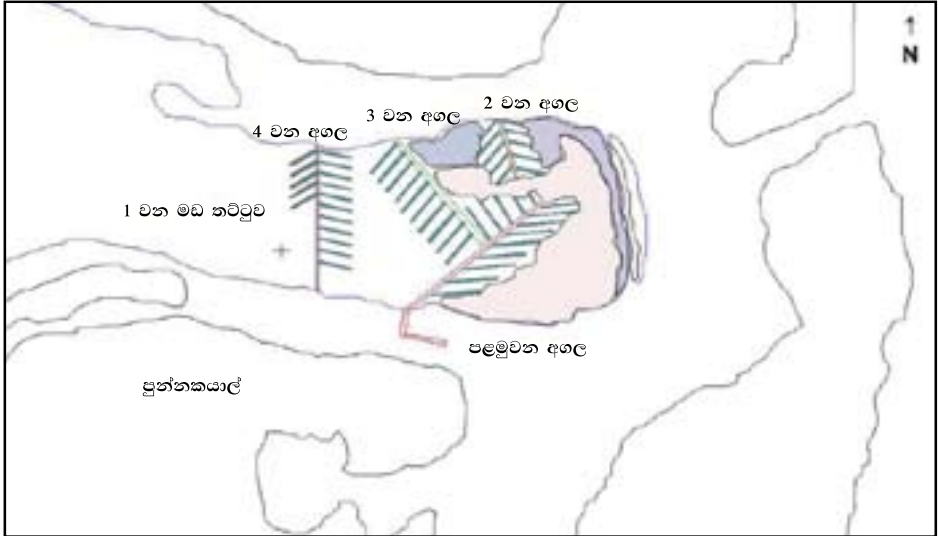 N
2 වන අගල
3 වන අගල
4 වන අගල
1 වන මඩ තට්ටුව
පළමුවන අගල
පුන්නකයාල්